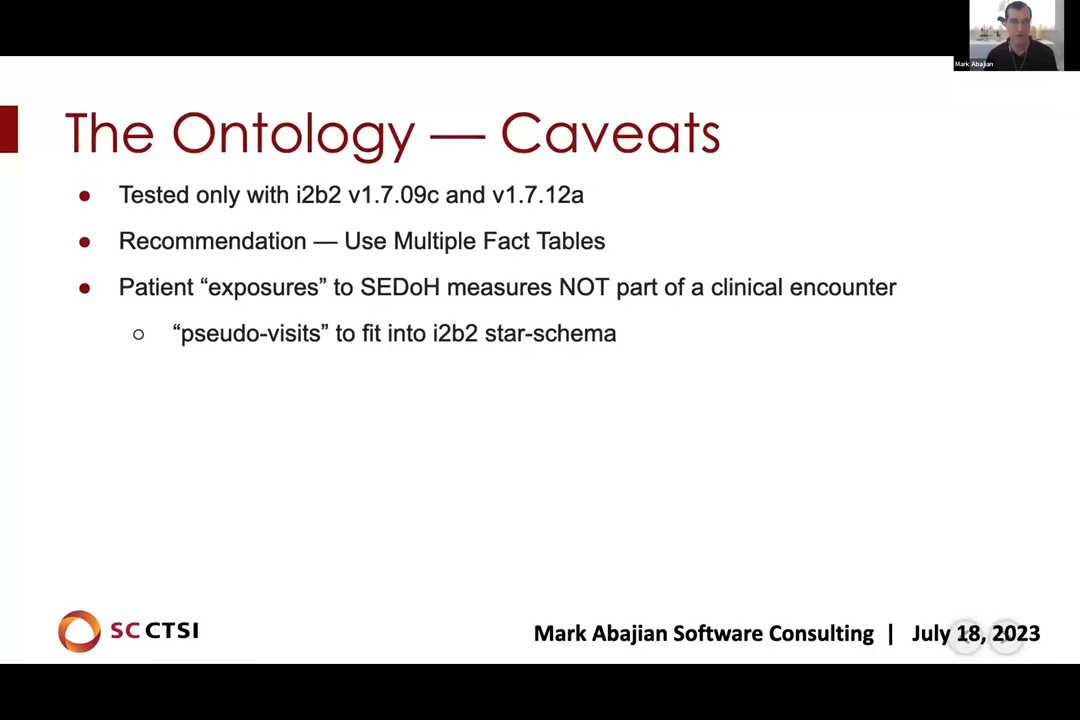 Mark Abajian
The Ontology — Caveats
● Tested only with i2b2 v1.7.09c and v1.7.12a
● Recommendation — Use Multiple Fact Tables
● Patient “exposures” to SEDoH measures NOT part of a clinical encounter
○ “pseudo-visits” to fit into i2b2 star-schema
SC CTSI
Mark Abajian Software Consulting | July 18, 2023